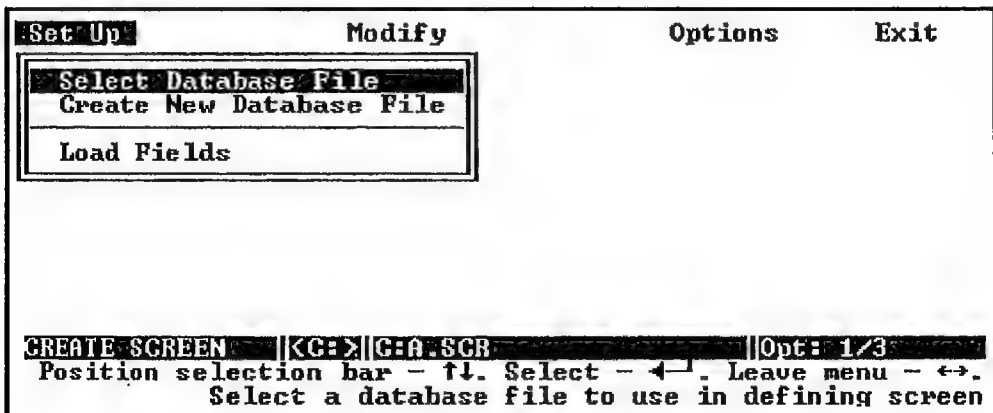 Set Up Modify Options Exit
Select Database File
Create New Database File
Load Fields
CREATE SCREEN ||<C:>||C:A.SCR ||Opt: 1/3
Position selection bar - ↑↓. Select - ◄┘. Leave menu - ↔.
Select a database file to use in defining screen